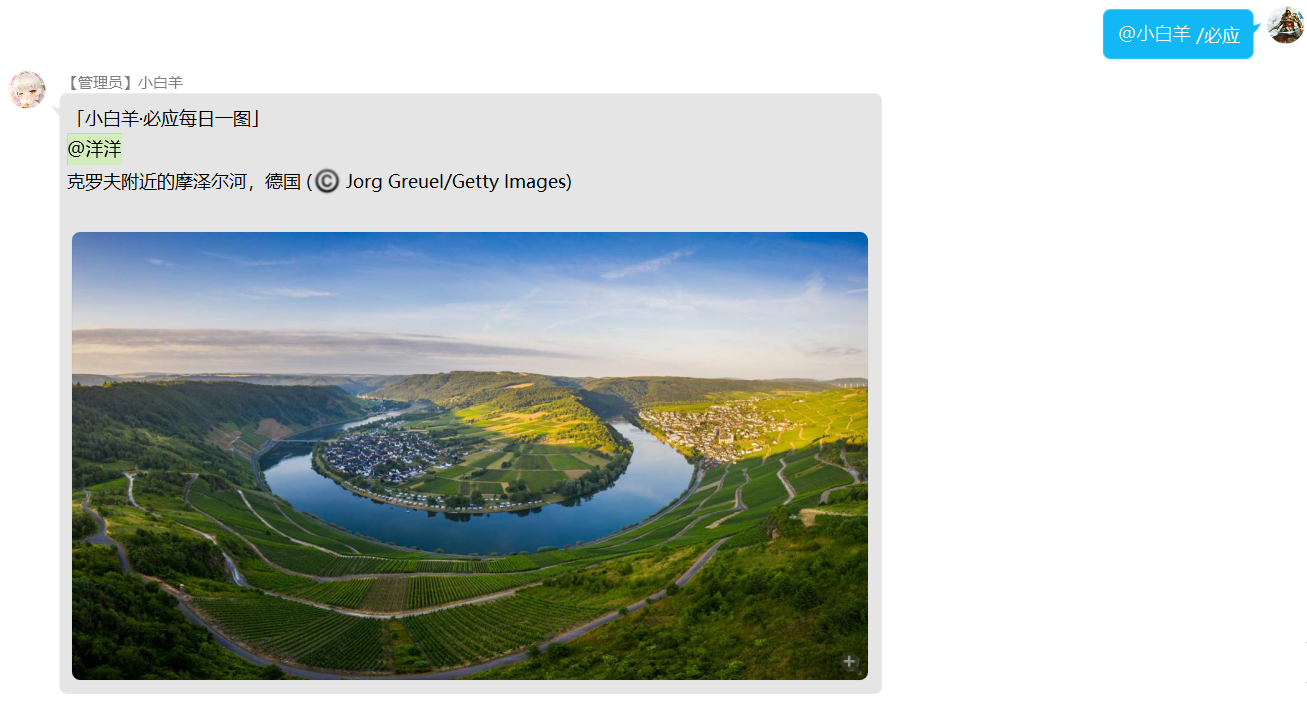 @小白羊 /必应
【管理员】小白羊
「小白羊·必应每日一图」
@洋洋
克罗夫附近的摩泽尔河，德国 (© Jorg Greuel/Getty Images)